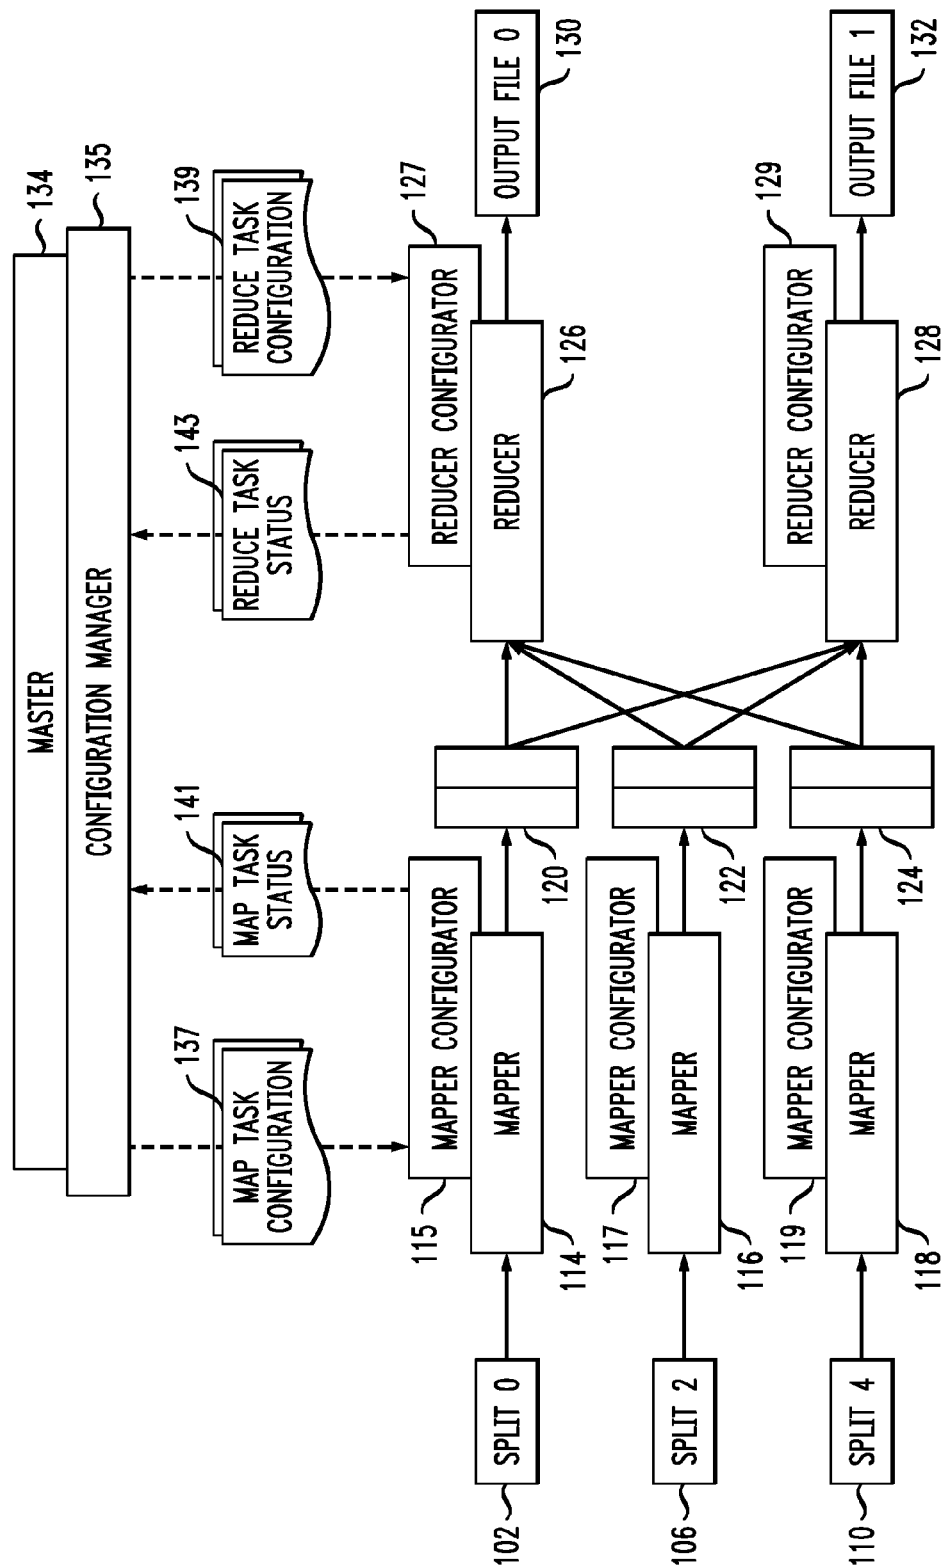 134
MASTER
135
CONFIGURATION MANAGER
137
MAP TASK
CONFIGURATION
141
MAP TASK
STATUS
143
REDUCE TASK
STATUS
139
REDUCE TASK
CONFIGURATION
115
MAPPER CONFIGURATOR
REDUCER CONFIGURATOR
127
SPLIT 0
102
MAPPER
114
120
REDUCER
126
OUTPUT FILE 0
130
117
MAPPER CONFIGURATOR
SPLIT 2
106
MAPPER
116
122
119
MAPPER CONFIGURATOR
REDUCER CONFIGURATOR
129
SPLIT 4
110
MAPPER
118
124
REDUCER
128
OUTPUT FILE 1
132